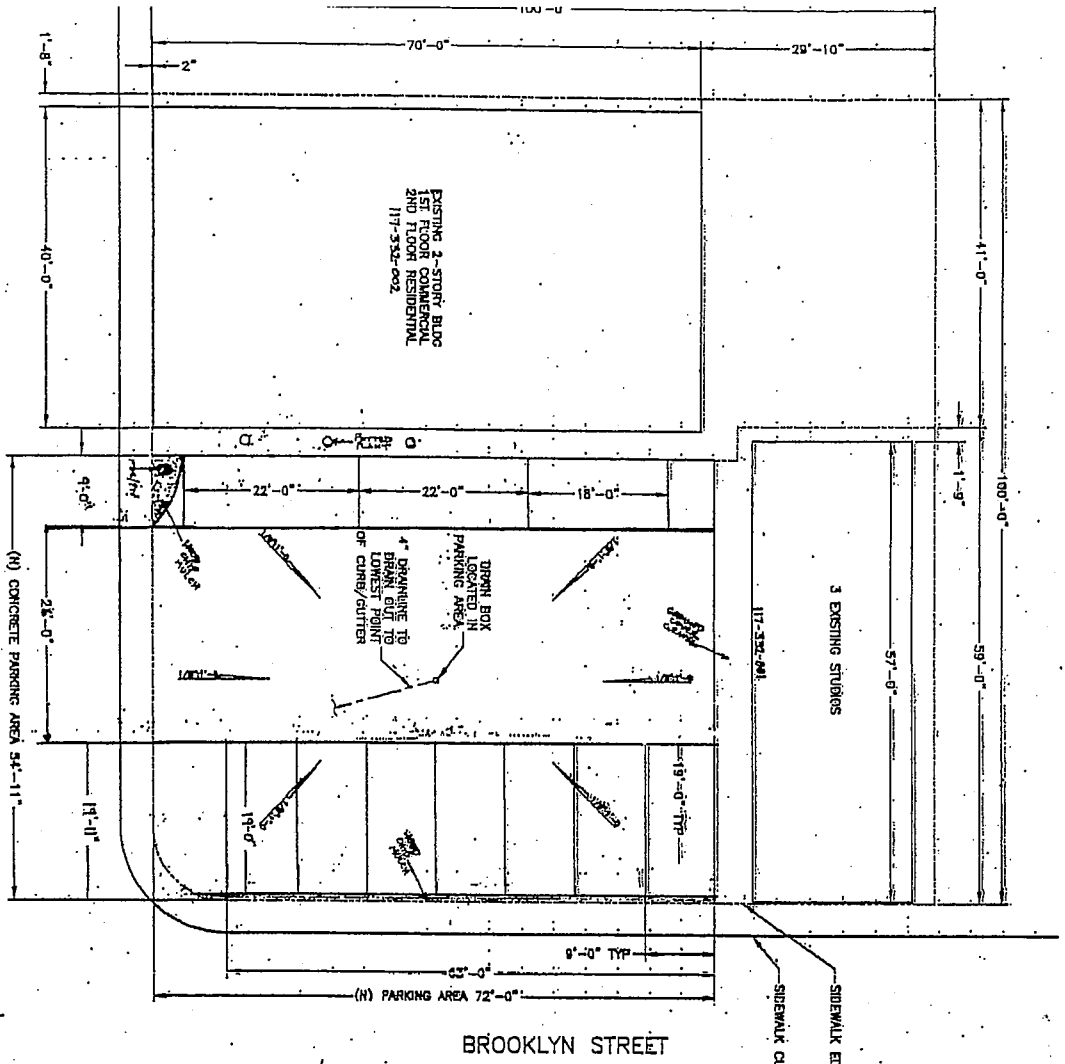 100'-0
70'-0"
29'-10"
1'-8"
2"
40'-0"
41'-0"
100'-0"
1'-9"
59'-0"
57'-0"
EXISTING 2-STORY BLDG
1ST FLOOR COMMERCIAL
2ND FLOOR RESIDENTIAL
117-332-002
9'-0"
22'-0"
22'-0"
18'-0"
DRAIN BOX
LOCATED IN
PARKING AREA
4" DRAINLINE TO
DRAIN OUT TO
LOWEST POINT
OF CURB/GUTTER
3 EXISTING STUDIOS
117-332-001
(N) CONCRETE PARKING AREA 54'-11"
26'-0"
19'-11"
19'-0"
19'-0" TYP
9'-0" TYP
63'-0"
(N) PARKING AREA 72'-0"
SIDEWALK
SIDEWALK
BROOKLYN STREET